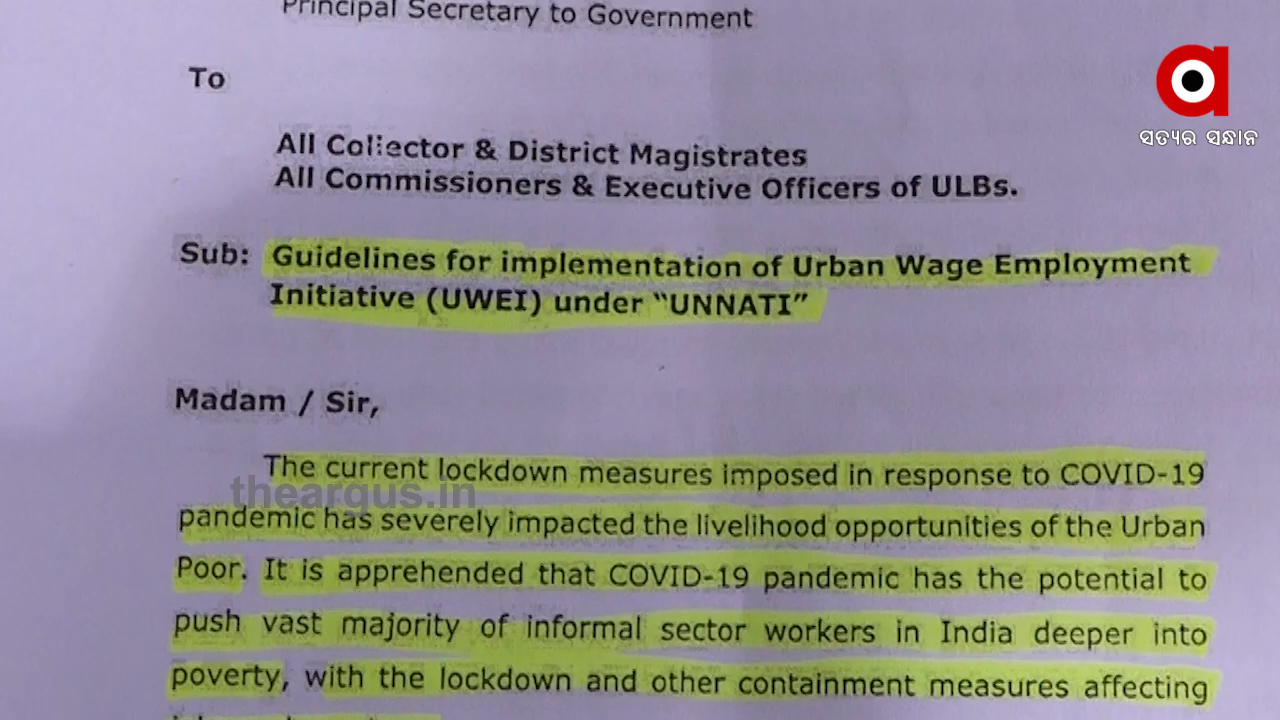 Principal Secretary to Government
To
ସତ୍ୟର ସନ୍ଧାନ
All Collector & District Magistrates
All Commissioners & Executive Officers of ULBs.
Sub: Guidelines for implementation of Urban Wage Employment
Initiative (UWEI) under “UNNATI”
Madam / Sir,
The current lockdown measures imposed in response to COVID-19
theargus.in
pandemic has severely impacted the livelihood opportunities of the Urban
Poor. It is apprehended that COVID-19 pandemic has the potential to
push vast majority of informal sector workers in India deeper into
poverty, with the lockdown and other containment measures affecting